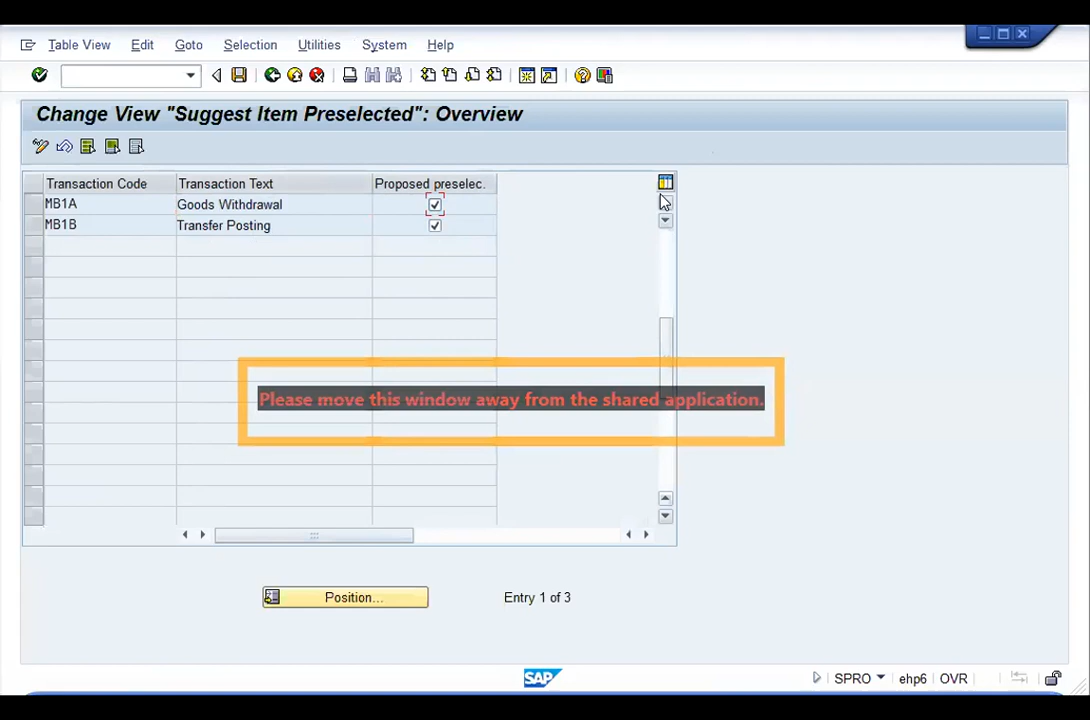 Table View Edit Goto Selection Utilities System Help
Change View "Suggest Item Preselected": Overview
Transaction Code Transaction Text Proposed preselec.
MB1A Goods Withdrawal
MB1B Transfer Posting
Please move this window away from the shared application.
Position... Entry 1 of 3
SAP SPRO ehp6 OVR